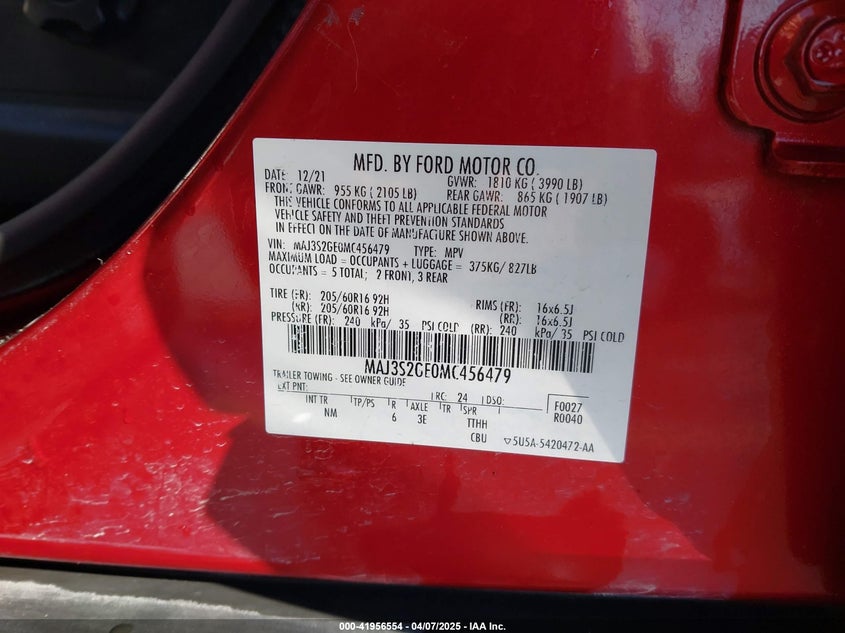 MFD. BY FORD MOTOR CO.
DATE: 12/21 GVWR: 1810 KG ( 3990 LB)
FRONT GAWR: 955 KG ( 2105 LB) REAR GAWR: 865 KG ( 1907 LB)
THIS VEHICLE CONFORMS TO ALL APPLICABLE FEDERAL MOTOR
VEHICLE SAFETY AND THEFT PREVENTION STANDARDS
IN EFFECT ON THE DATE OF MANUFACTURE SHOWN ABOVE.
VIN: MAJ3S2GE0MC456479 TYPE: MPV
MAXIMUM LOAD = OCCUPANTS + LUGGAGE = 375KG/ 827LB
OCCUPANTS = 5 TOTAL; 2 FRONT, 3 REAR
TIRE (FR): 205/60R16 92H RIMS (FR): 16x6.5J
(RR): 205/60R16 92H (RR): 16x6.5J
PRESSURE (FR): 240 kPa/ 35 PSI COLD (RR): 240 kPa/ 35 PSI COLD
MAJ3S2GE0MC456479
TRAILER TOWING - SEE OWNER GUIDE
EXT PNT: RC: 24 DSO: F0027
INT TR TP/PS R AXLE TR SPR R0040
NM 6 3E TTHH
CBU 5U5A-5420472-AA
000-41956554 | 04/07/2025 - IAA Inc.